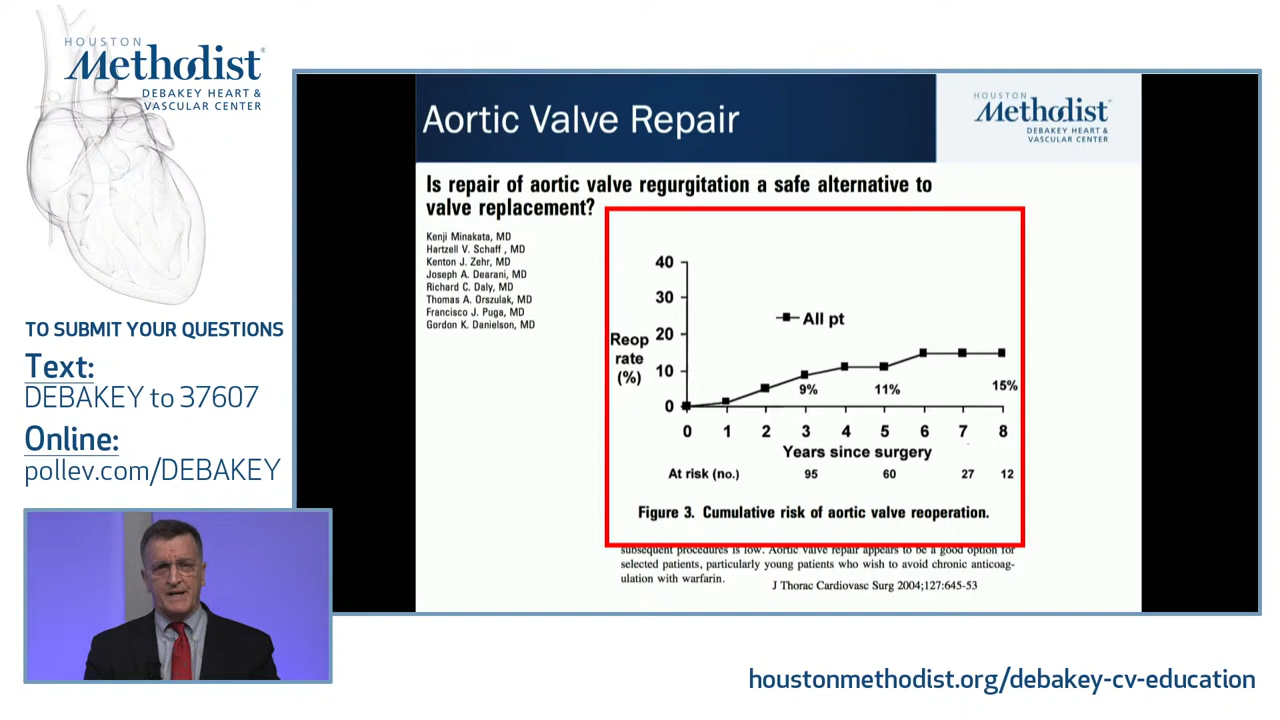 HOUSTON
Methodist®
DEBAKEY HEART &
VASCULAR CENTER
TO SUBMIT YOUR QUESTIONS
Text:
DEBAKEY to 37607
Online:
pollev.com/DEBAKEY
Aortic Valve Repair
HOUSTON
Methodist
DEBAKEY HEART &
VASCULAR CENTER
Is repair of aortic valve regurgitation a safe alternative to
valve replacement?
Kenji Minakata, MD
Hartzell V. Schaff , MD
Kenton J. Zehr, MD
Joseph A. Dearani, MD
Richard C. Daly, MD
Thomas A. Orszulak, MD
Francisco J. Puga, MD
Gordon K. Danielson, MD
40
30
20
10
0
Reop
rate
(%)
All pt
9%
11%
15%
0 1 2 3 4 5 6 7 8
Years since surgery
At risk (no.) 95 60 27 12
Figure 3. Cumulative risk of aortic valve reoperation.
subsequent procedures is low. Aortic valve repair appears to be a good option for
selected patients, particularly young patients who wish to avoid chronic anticoag-
ulation with warfarin.
J Thorac Cardiovasc Surg 2004;127:645-53
houstonmethodist.org/debakey-cv-education